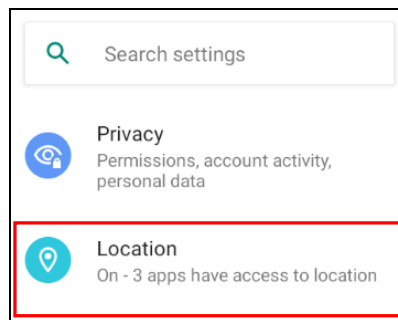 Search settings
Privacy
Permissions, account activity,
personal data
Location
On - 3 apps have access to location